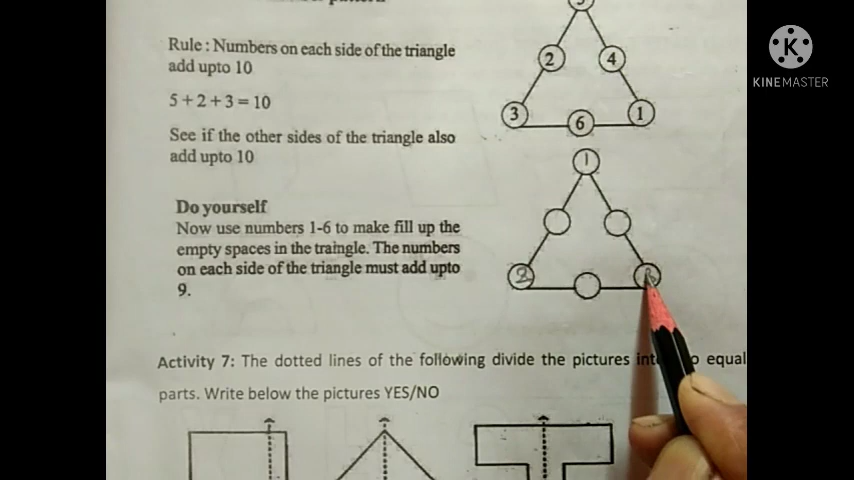 Rule : Numbers on each side of the triangle
add upto 10
5 + 2 + 3 = 10
See if the other sides of the triangle also
add upto 10
2
4
3
6
1
K
KINEMASTER
1
2
3
Do yourself
Now use numbers 1-6 to make fill up the
empty spaces in the traingle. The numbers
on each side of the triangle must add upto
9.
Activity 7: The dotted lines of the following divide the pictures equal
parts. Write below the pictures YES/NO